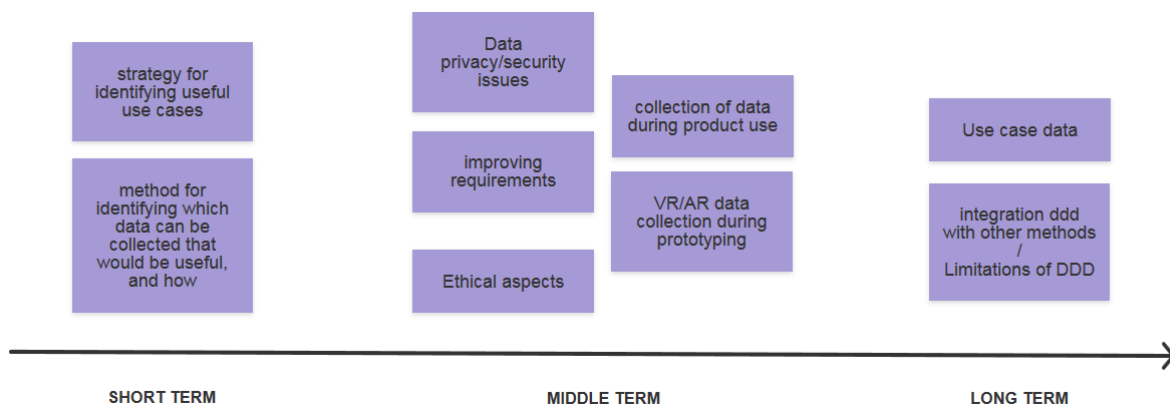 strategy for
identifying useful
use cases
method for
identifying which
data can be
collected that
would be useful,
and how
Data
privacy/security
issues
improving
requirements
Ethical aspects
collection of data
during product use
VR/AR data
collection during
prototyping
Use case data
integration ddd
with other methods
/
Limitations of DDD
SHORT TERM
MIDDLE TERM
LONG TERM